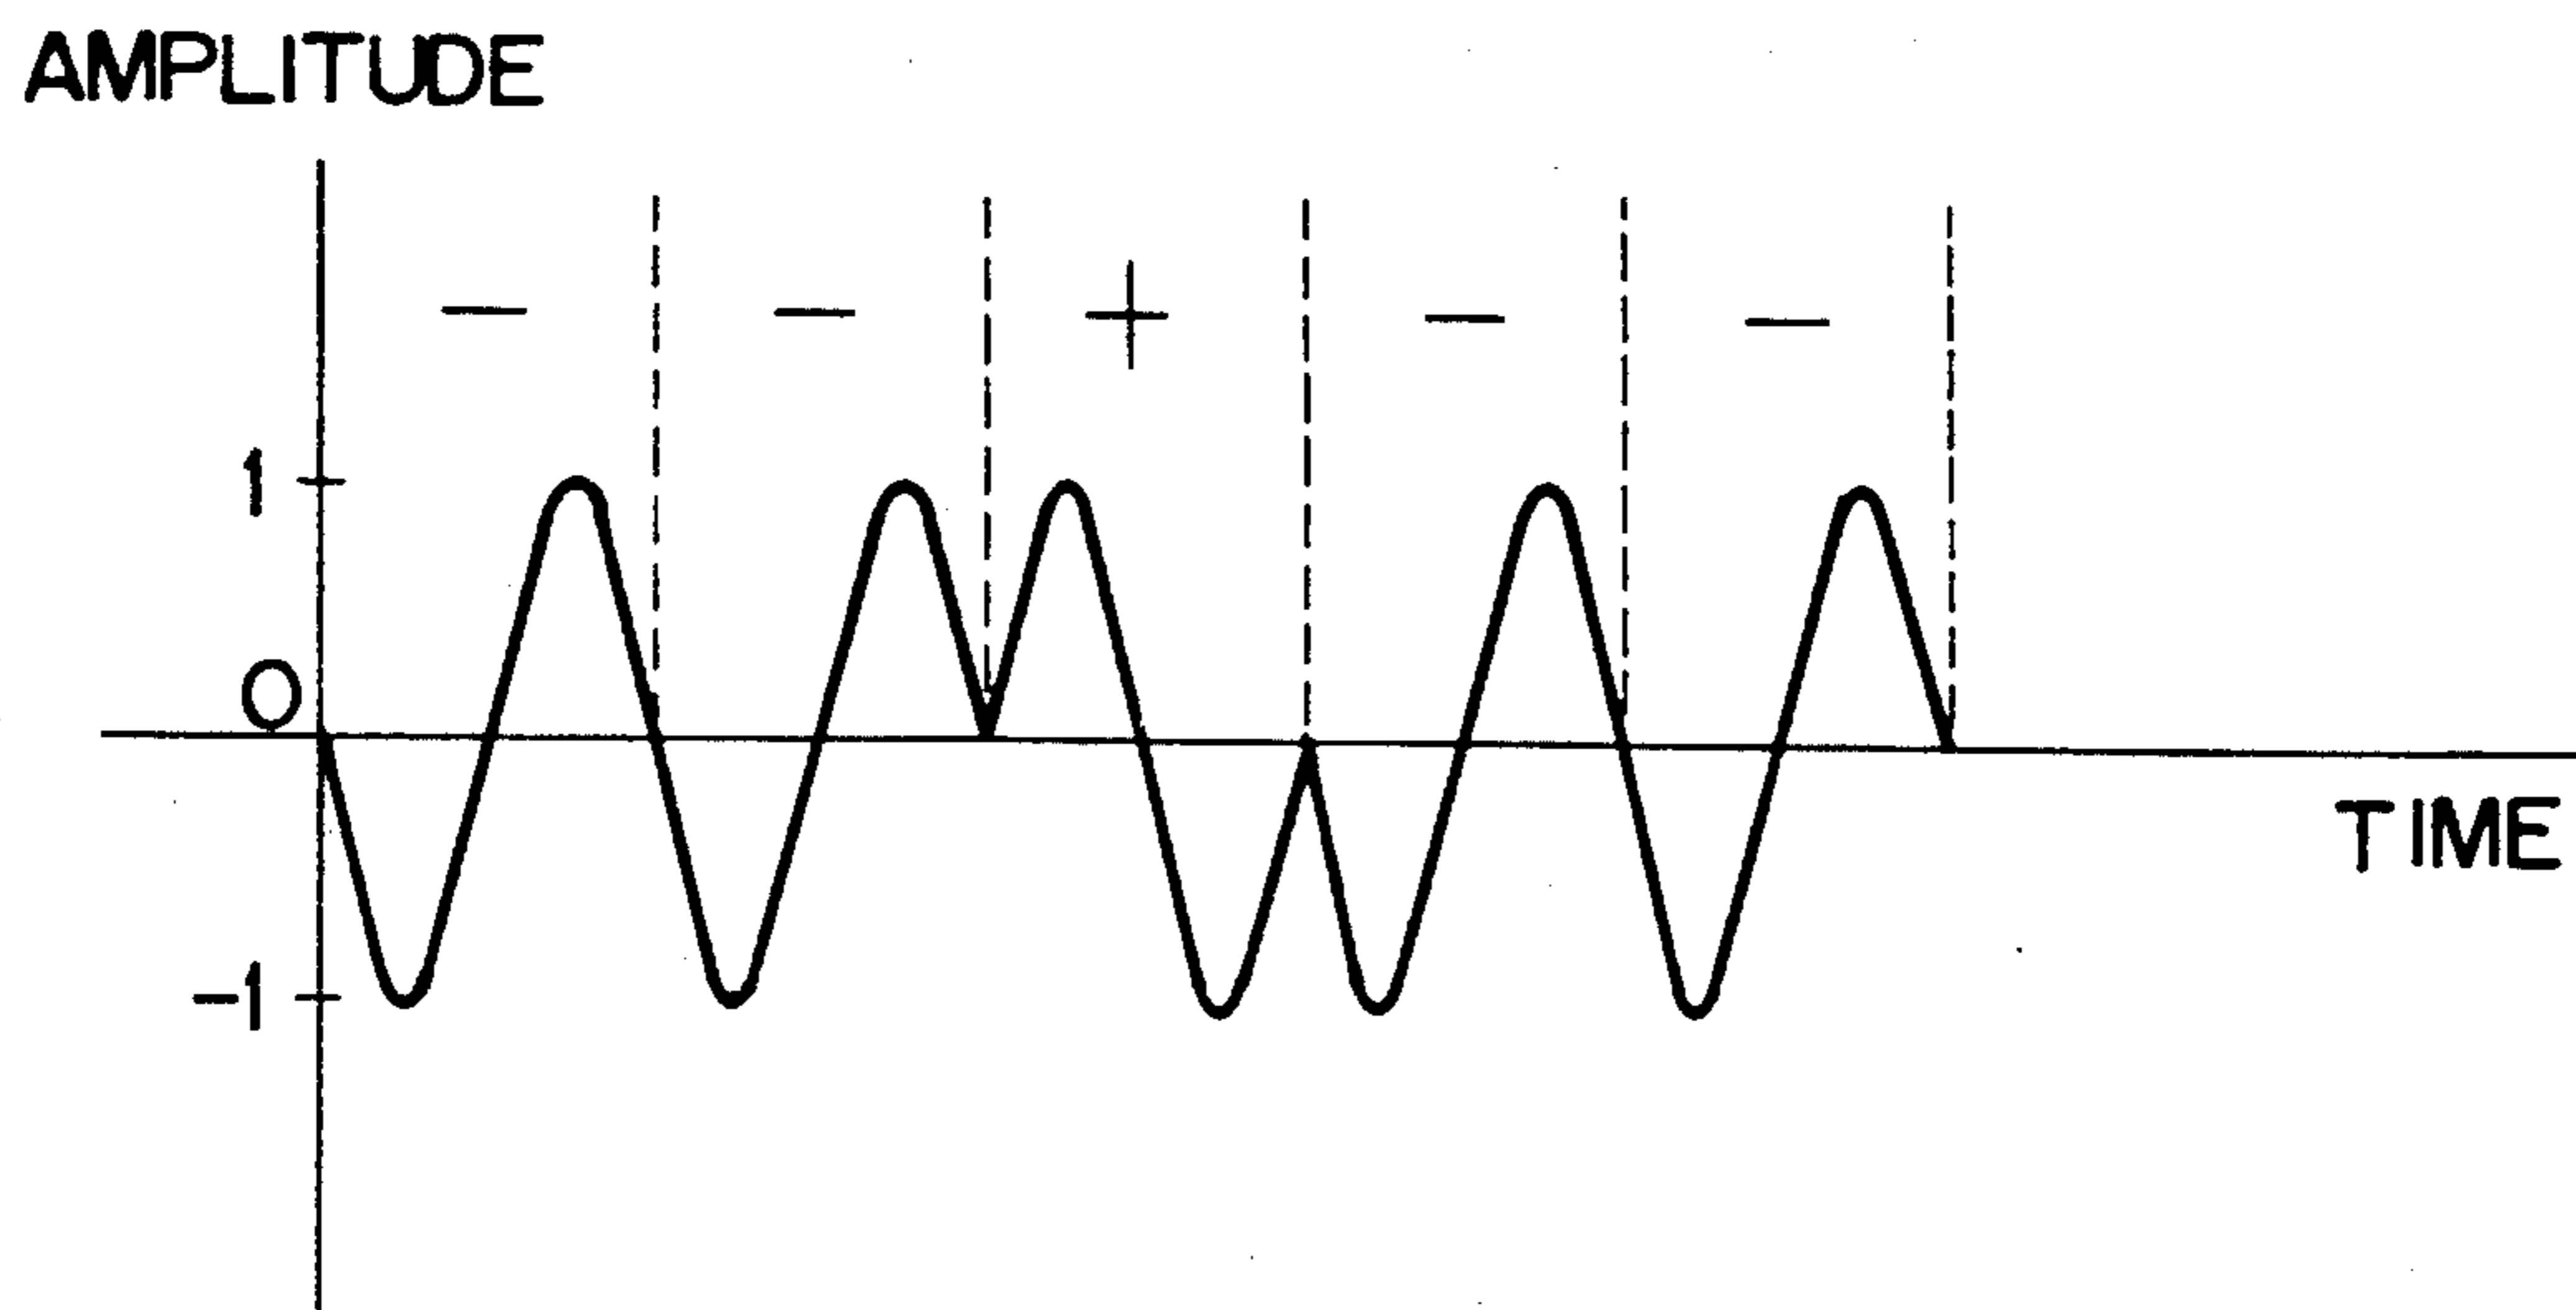 AMPLITUDE
— — + — —
1
0
-1
TIME